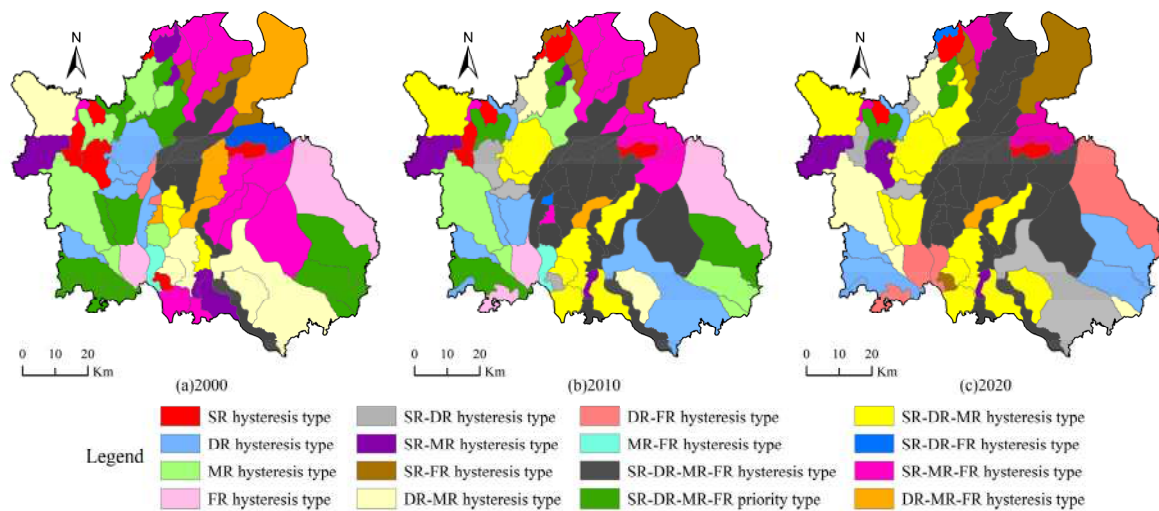 N
N
N
0 10 20
Km
0 10 20
Km
0 10 20
Km
(a)2000
(b)2010
(c)2020
Legend
SR hysteresis type
DR hysteresis type
MR hysteresis type
FR hysteresis type
SR-DR hysteresis type
SR-MR hysteresis type
SR-FR hysteresis type
DR-MR hysteresis type
DR-FR hysteresis type
MR-FR hysteresis type
SR-DR-MR-FR hysteresis type
SR-DR-MR-FR priority type
SR-DR-MR hysteresis type
SR-DR-FR hysteresis type
SR-MR-FR hysteresis type
DR-MR-FR hysteresis type